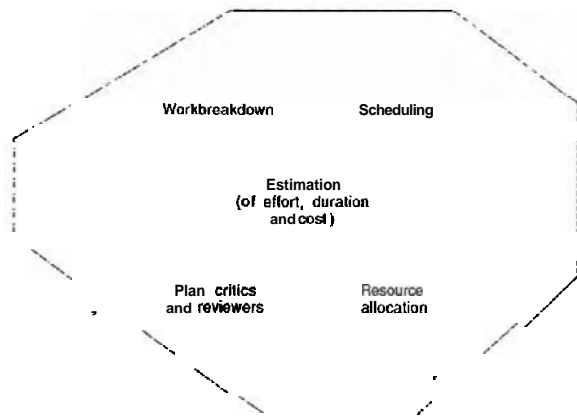 Workbreakdown
Scheduling
Estimation
(of effort, duration
and cost)
Plan critics
and reviewers
Resource
allocation